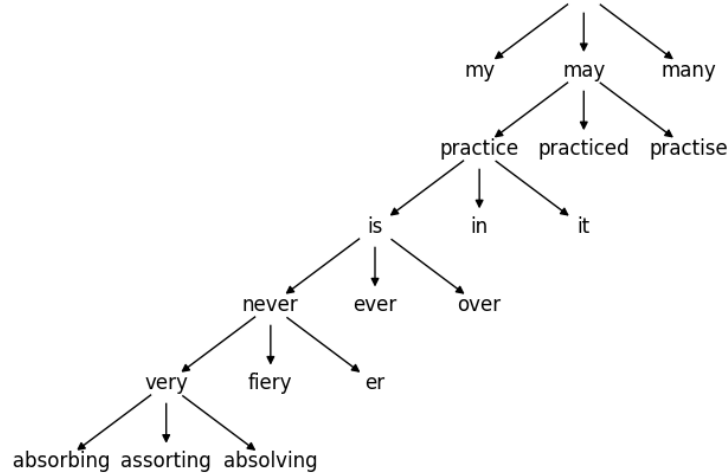 my may many
practice practiced practise
is in it
never ever over
very fiery er
absorbing assorting absolving